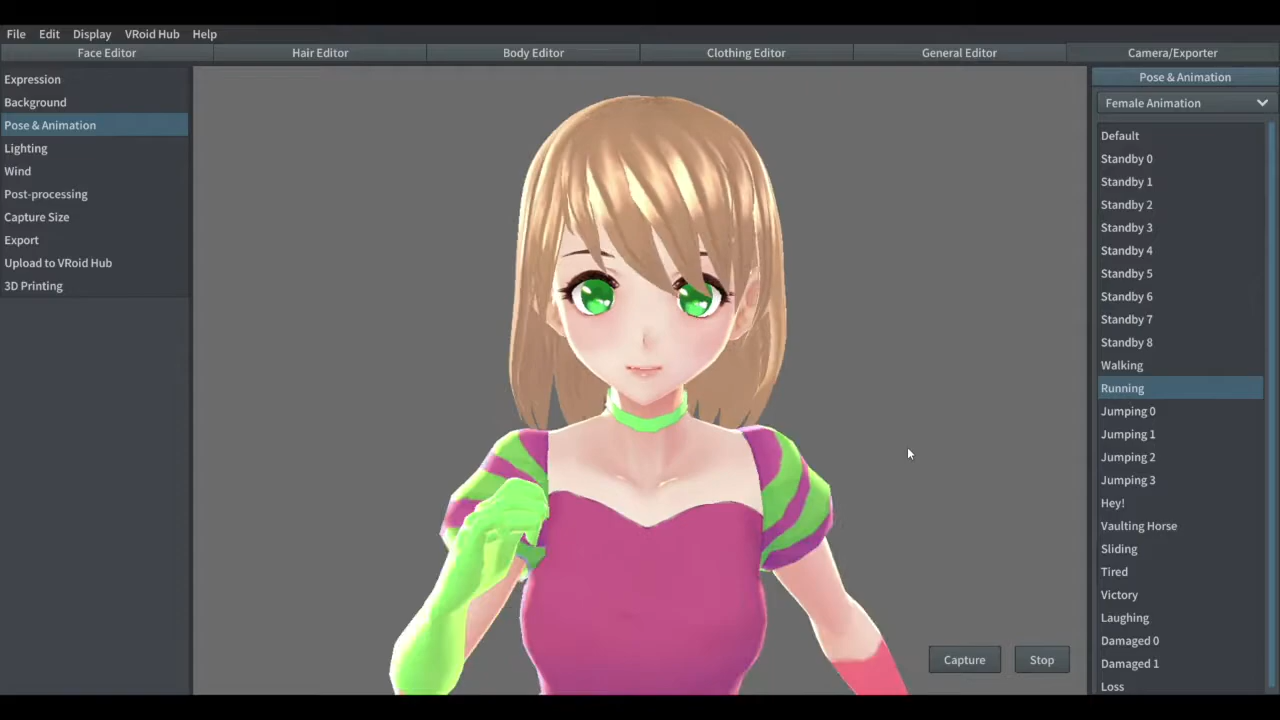 File Edit Display VRoid Hub Help
Face Editor Hair Editor Body Editor Clothing Editor General Editor Camera/Exporter
Expression
Background
Pose & Animation
Lighting
Wind
Post-processing
Capture Size
Export
Upload to VRoid Hub
3D Printing
Pose & Animation
Female Animation
Default
Standby 0
Standby 1
Standby 2
Standby 3
Standby 4
Standby 5
Standby 6
Standby 7
Standby 8
Walking
Running
Jumping 0
Jumping 1
Jumping 2
Jumping 3
Hey!
Vaulting Horse
Sliding
Tired
Victory
Laughing
Damaged 0
Damaged 1
Loss
Capture Stop